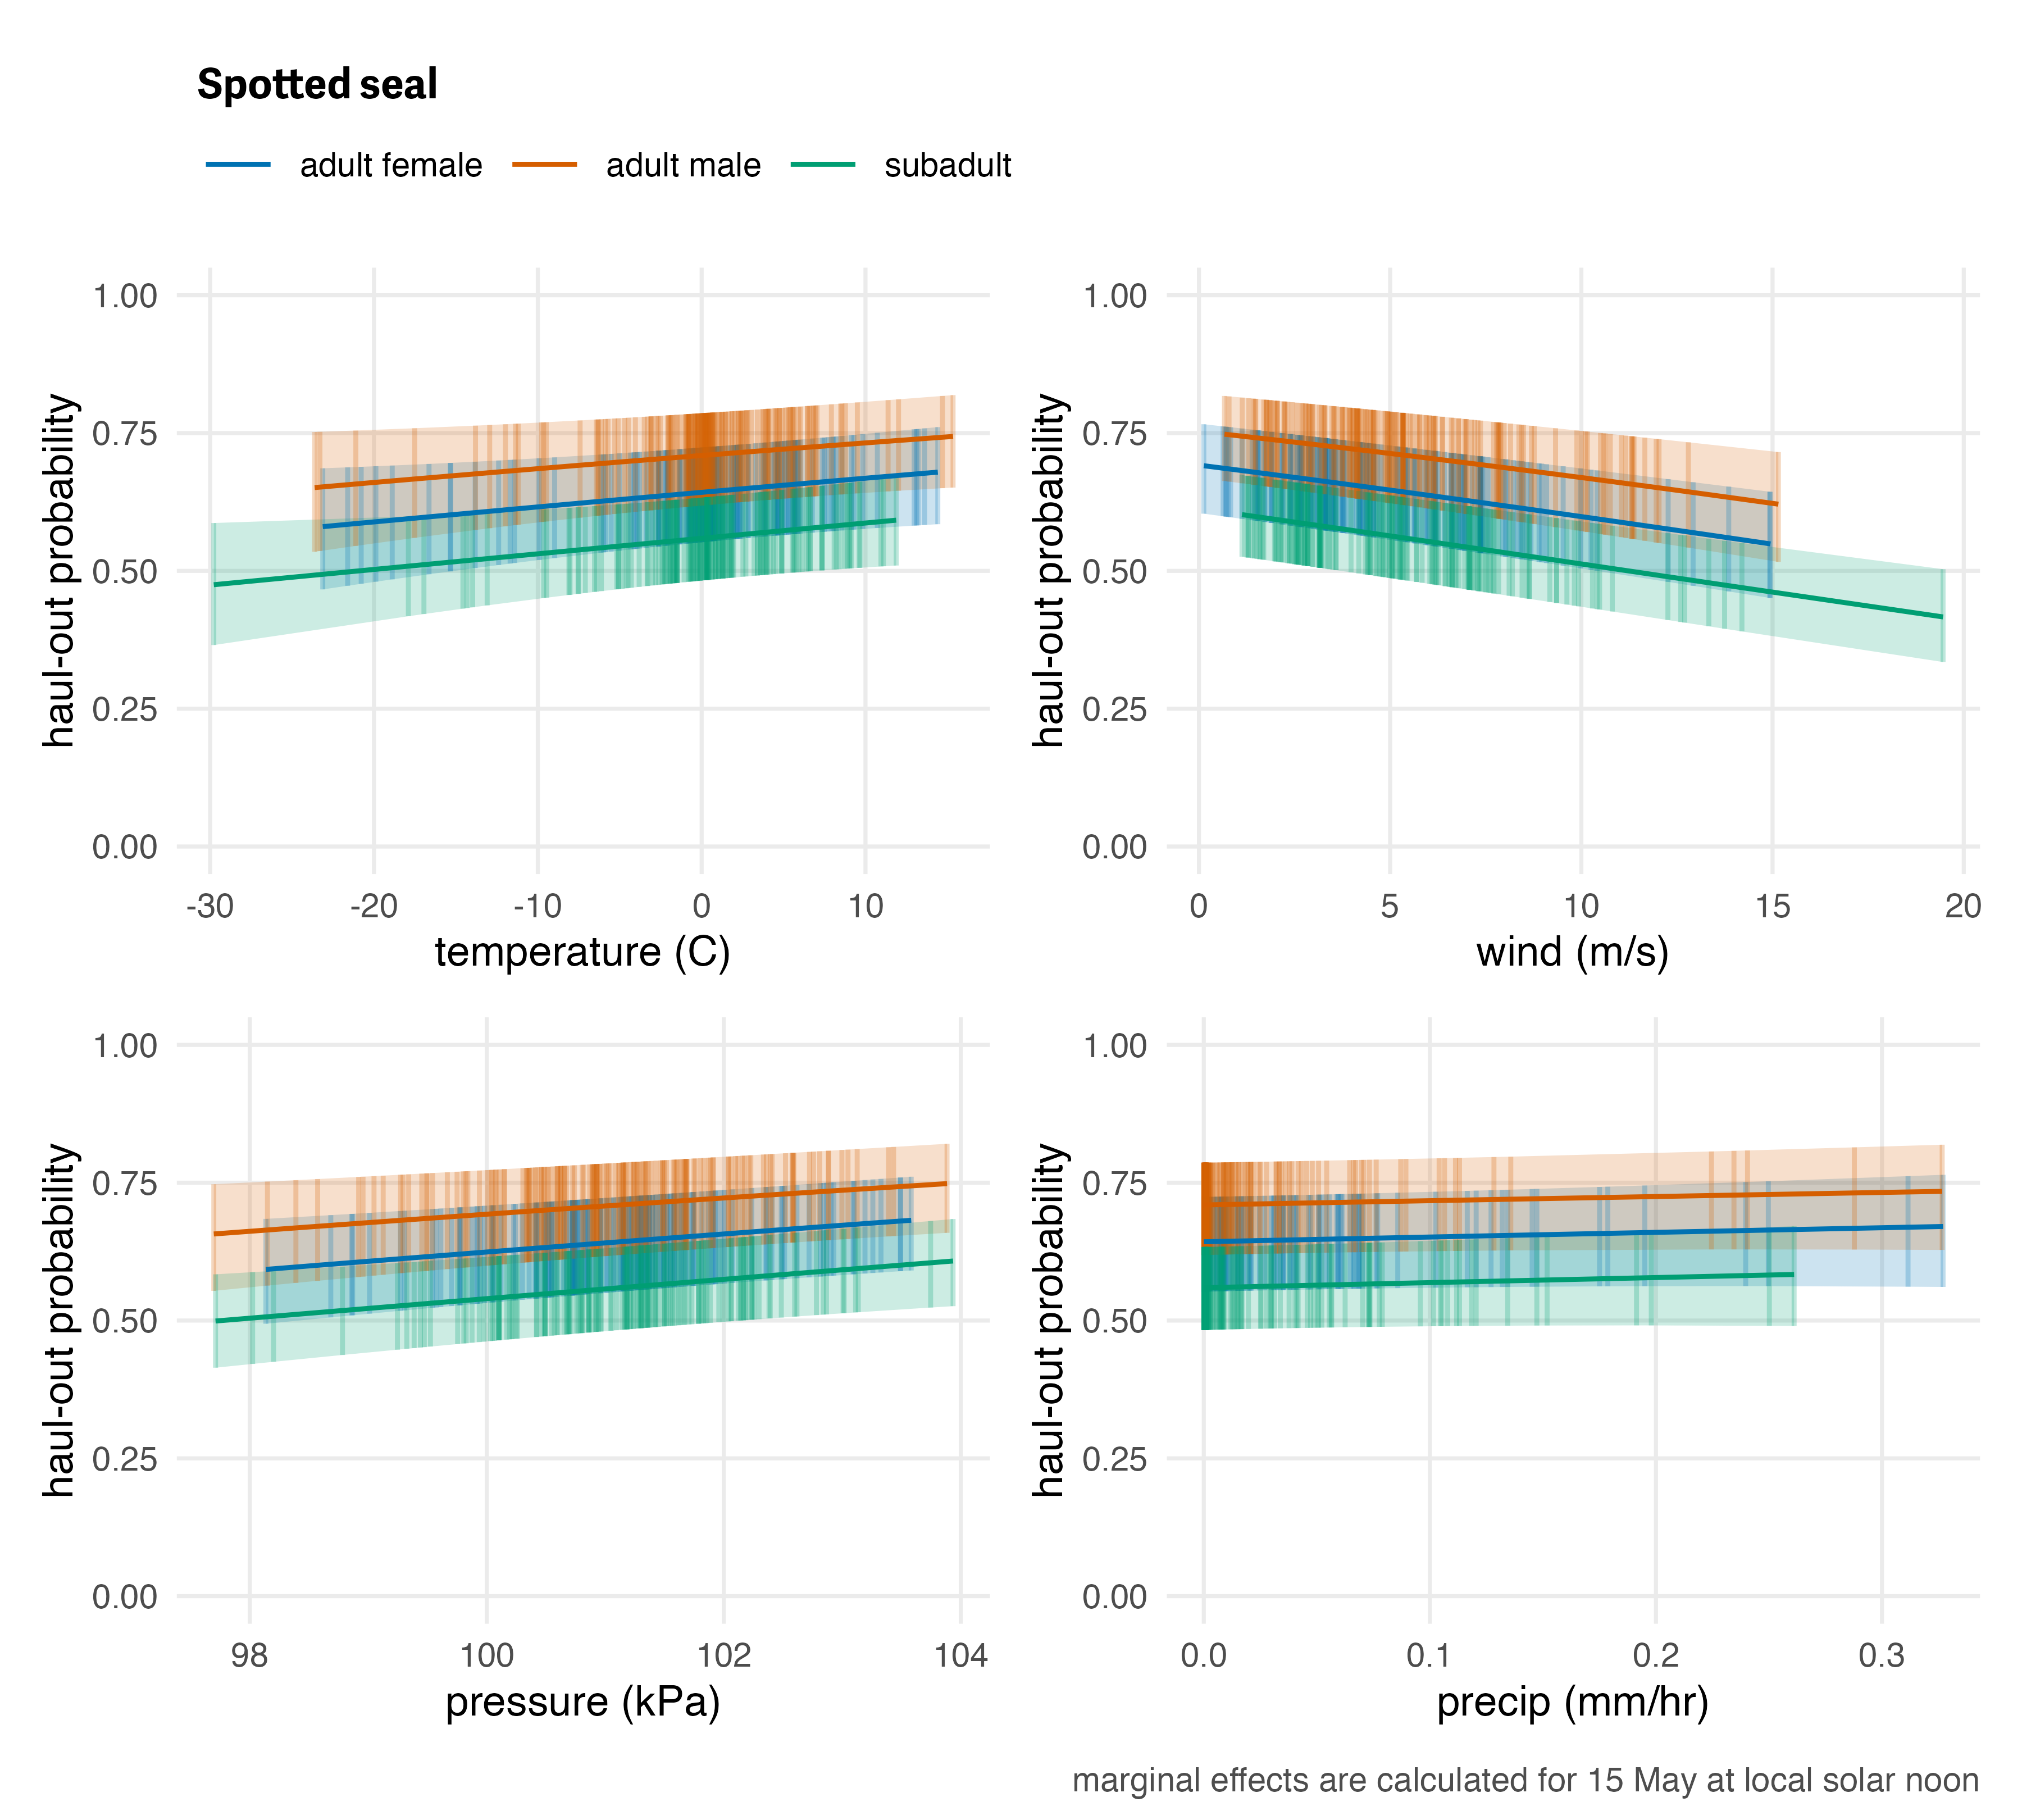 Spotted seal
adult female adult male subadult
haul-out probability
1.00
0.75
0.50
0.25
0.00
-30 -20 -10 0 10
temperature (C)
haul-out probability
1.00
0.75
0.50
0.25
0.00
0 5 10 15 20
wind (m/s)
haul-out probability
1.00
0.75
0.50
0.25
0.00
98 100 102 104
pressure (kPa)
haul-out probability
1.00
0.75
0.50
0.25
0.00
0.0 0.1 0.2 0.3
precip (mm/hr)
marginal effects are calculated for 15 May at local solar noon